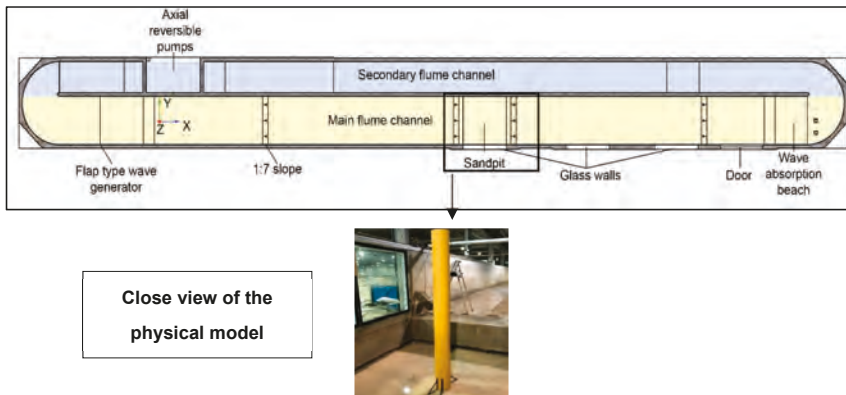 Axial
reversible
pumps
Secondary flume channel
Y
Z
X
Main flume channel
Flap type wave
generator
1:7 slope
Sandpit
Glass walls
Door
Wave
absorption
beach
Close view of the
physical model